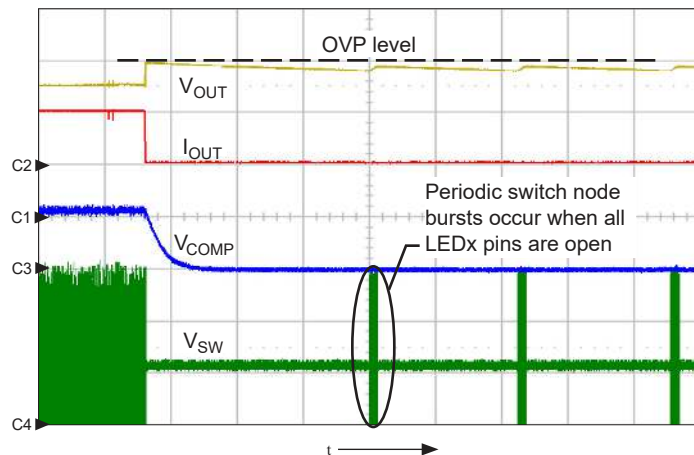 OVP level
VOUT
IOUT
C2
Periodic switch node
bursts occur when all
LEDx pins are open
C1
VCOMP
C3
VSW
C4
t